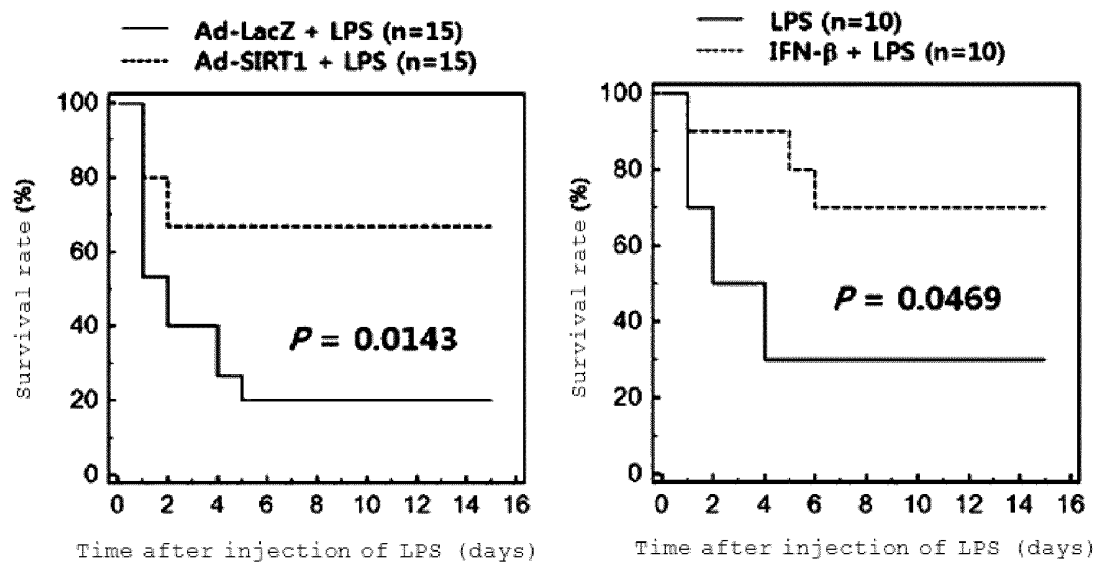 Ad-LacZ + LPS (n=15)
Ad-SIRT1 + LPS (n=15)
100
80
60
40
20
0
Survival rate (%)
P = 0.0143
0 2 4 6 8 10 12 14 16
Time after injection of LPS (days)
LPS (n=10)
IFN-β + LPS (n=10)
100
80
60
40
20
0
Survival rate (%)
P = 0.0469
0 2 4 6 8 10 12 14 16
Time after injection of LPS (days)